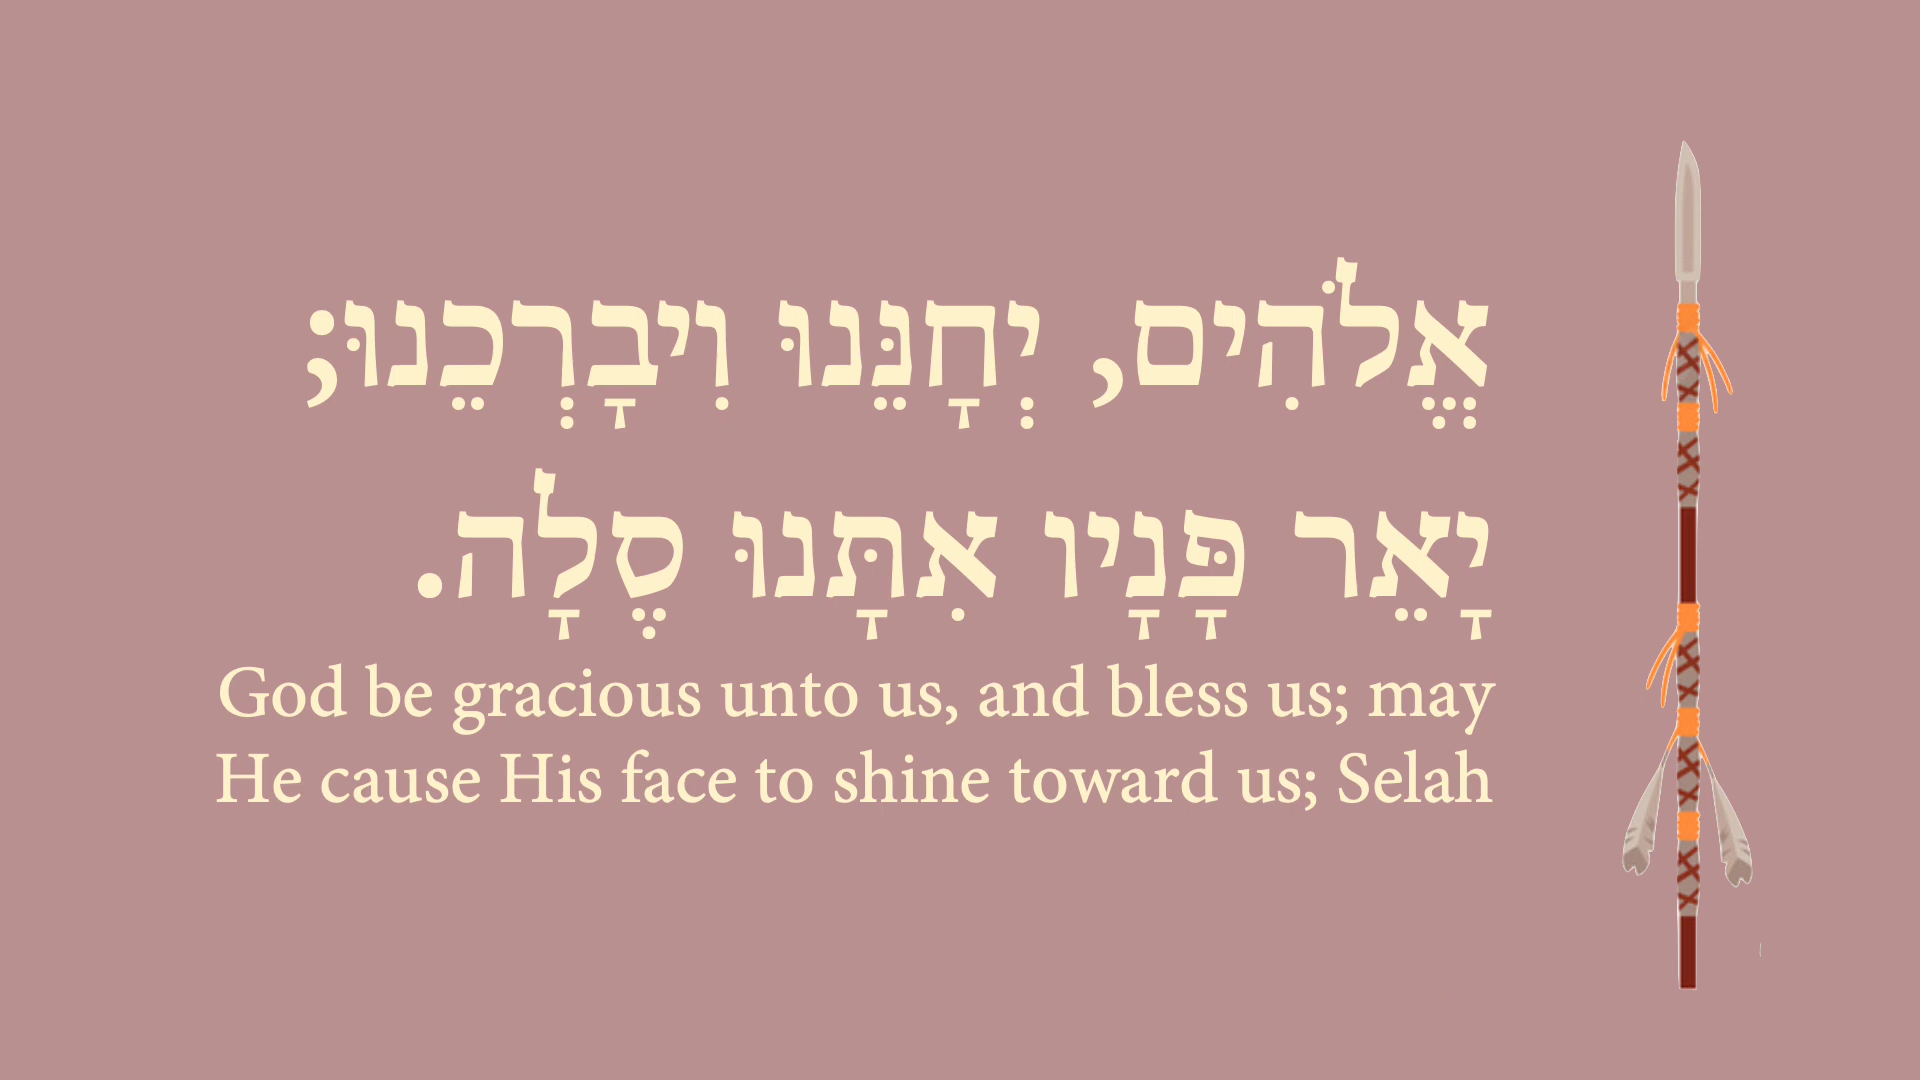 אֱלֹהִים, יְחָנֵּנוּ וִיבָרְכֵנוּ;
יָאֵר פָּנָיו אִתָּנוּ סֶלָה.
God be gracious unto us, and bless us; may
He cause His face to shine toward us; Selah